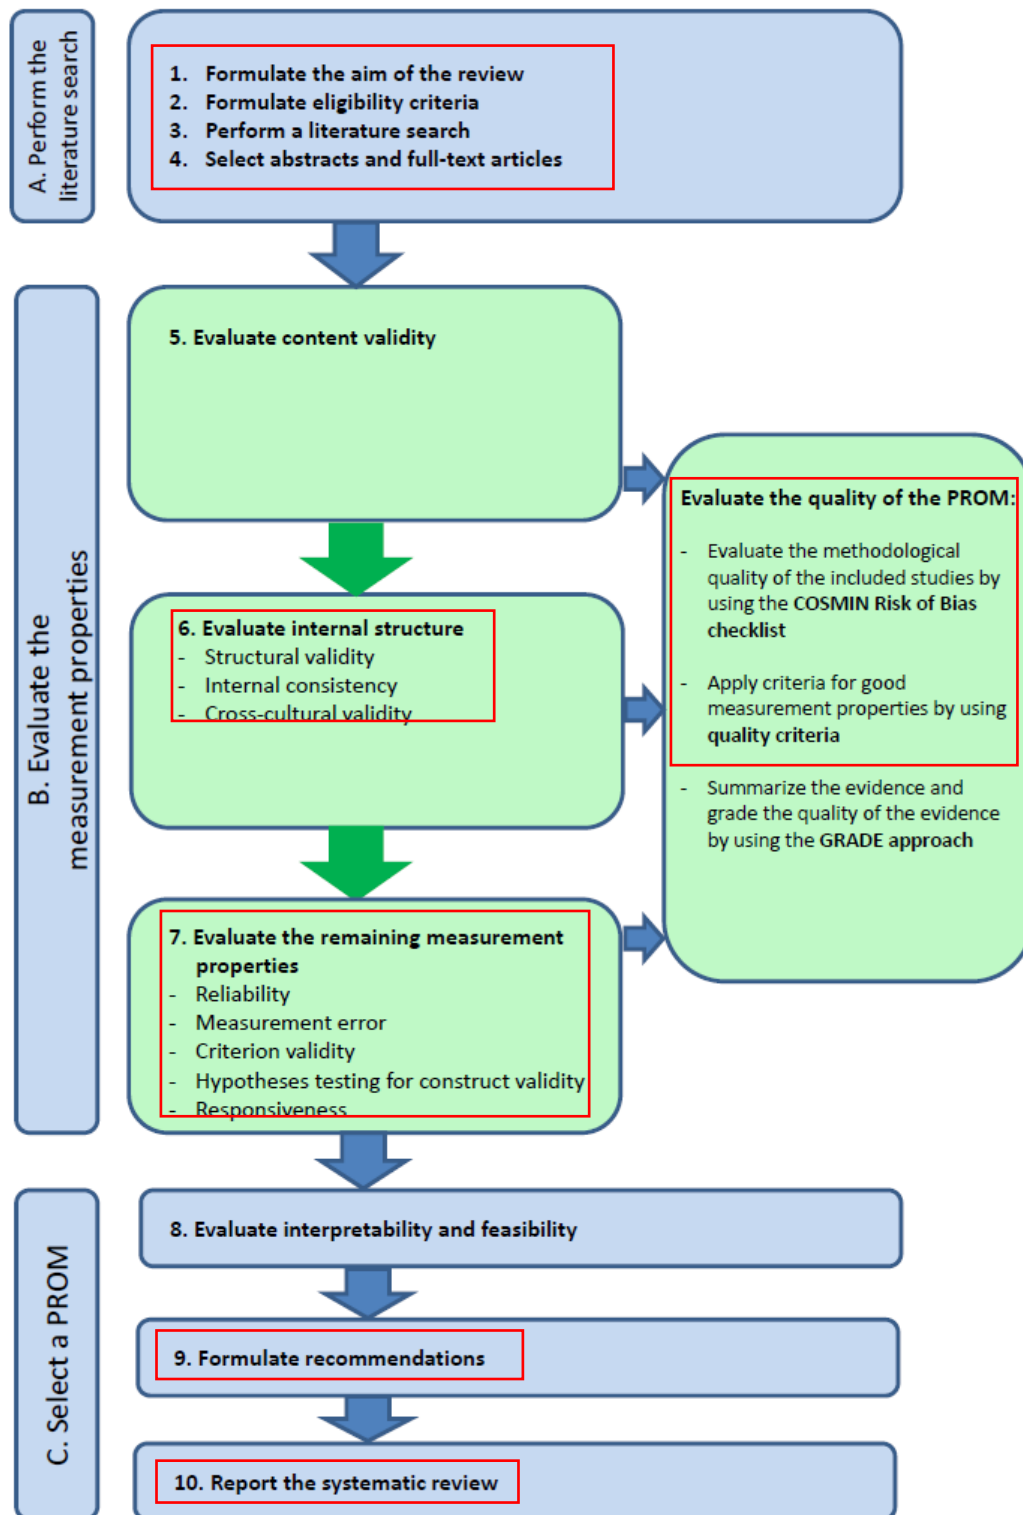 A. Perform the
literature search
1. Formulate the aim of the review
2. Formulate eligibility criteria
3. Perform a literature search
4. Select abstracts and full-text articles
B. Evaluate the
measurement properties
5. Evaluate content validity
6. Evaluate internal structure
- Structural validity
- Internal consistency
- Cross-cultural validity
7. Evaluate the remaining measurement
properties
- Reliability
- Measurement error
- Criterion validity
- Hypotheses testing for construct validity
- Responsiveness
Evaluate the quality of the PROM:
- Evaluate the methodological
quality of the included studies by
using the COSMIN Risk of Bias
checklist
- Apply criteria for good
measurement properties by using
quality criteria
- Summarize the evidence and
grade the quality of the evidence
by using the GRADE approach
C. Select a PROM
8. Evaluate interpretability and feasibility
9. Formulate recommendations
10. Report the systematic review